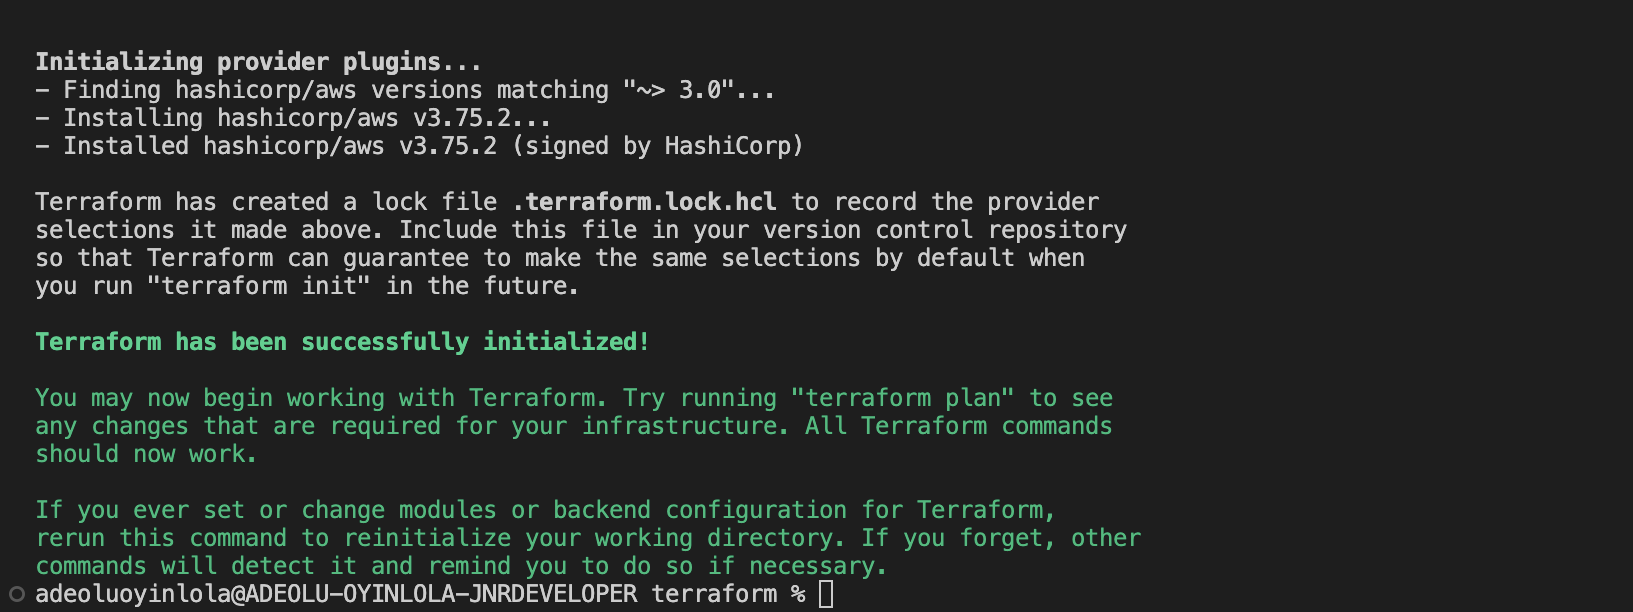 Initializing provider plugins...
- Finding hashicorp/aws versions matching "~> 3.0"...
- Installing hashicorp/aws v3.75.2...
- Installed hashicorp/aws v3.75.2 (signed by HashiCorp)
Terraform has created a lock file .terraform.lock.hcl to record the provider
selections it made above. Include this file in your version control repository
so that Terraform can guarantee to make the same selections by default when
you run "terraform init" in the future.
Terraform has been successfully initialized!
You may now begin working with Terraform. Try running "terraform plan" to see
any changes that are required for your infrastructure. All Terraform commands
should now work.
If you ever set or change modules or backend configuration for Terraform,
rerun this command to reinitialize your working directory. If you forget, other
commands will detect it and remind you to do so if necessary.
adeoluoyinlola@ADEOLU-OYINLOLA-JNRDEVELOPER terraform %